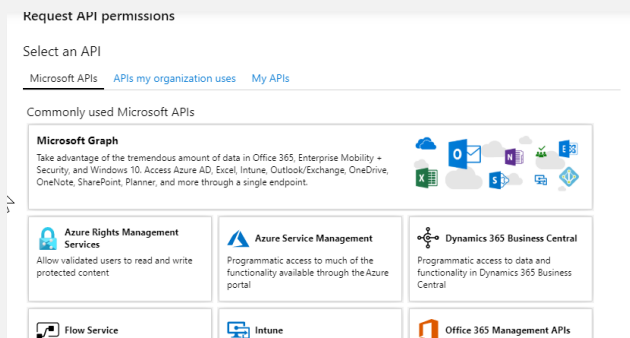 Request API permissions
Select an API
Microsoft APIs APIs my organization uses My APIs
Commonly used Microsoft APIs
Microsoft Graph
Take advantage of the tremendous amount of data in Office 365, Enterprise Mobility +
Security, and Windows 10. Access Azure AD, Excel, Intune, Outlook/Exchange, OneDrive,
OneNote, SharePoint, Planner, and more through a single endpoint.
Azure Rights Management
Services
Allow validated users to read and write
protected content
Azure Service Management
Programmatic access to much of the
functionality available through the Azure
portal
Dynamics 365 Business Central
Programmatic access to data and
functionality in Dynamics 365 Business
Central
Flow Service
Intune
Office 365 Management APIs